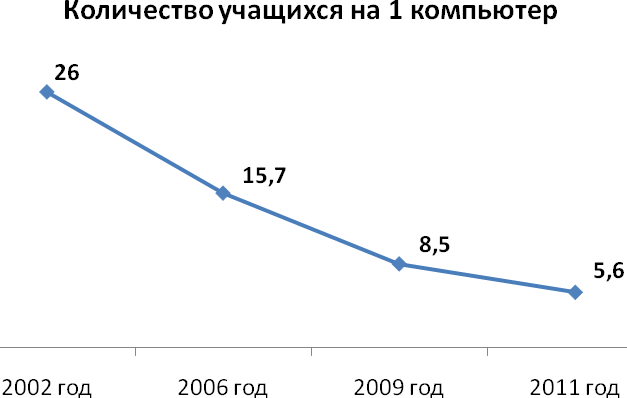 Количество учащихся на 1 компьютер
26
15,7
8,5
5,6
2002 год
2006 год
2009 год
2011 год